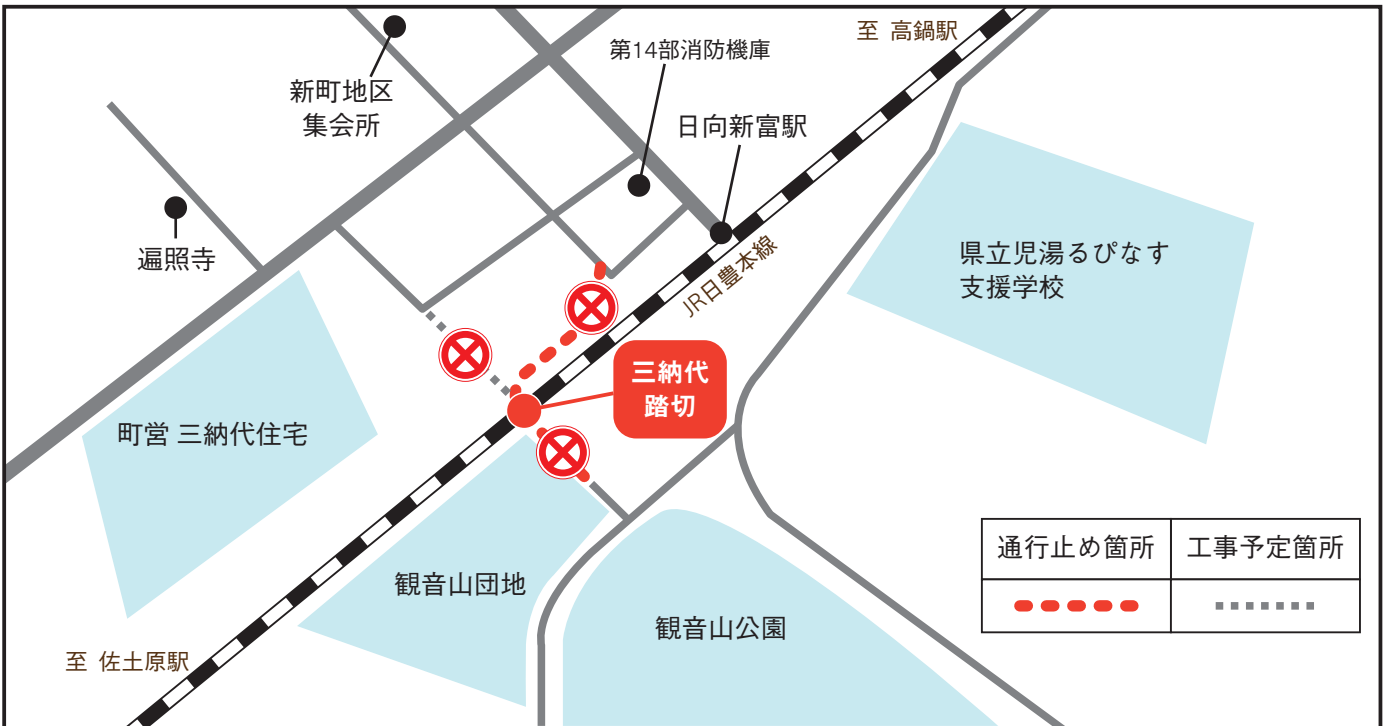 至 高鍋駅
第14部消防機庫
新町地区
集会所
日向新富駅
遍照寺
県立児湯るぴなす
支援学校
JR日豊本線
三納代
踏切
町営 三納代住宅
通行止め箇所
工事予定箇所
観音山団地
観音山公園
至 佐土原駅